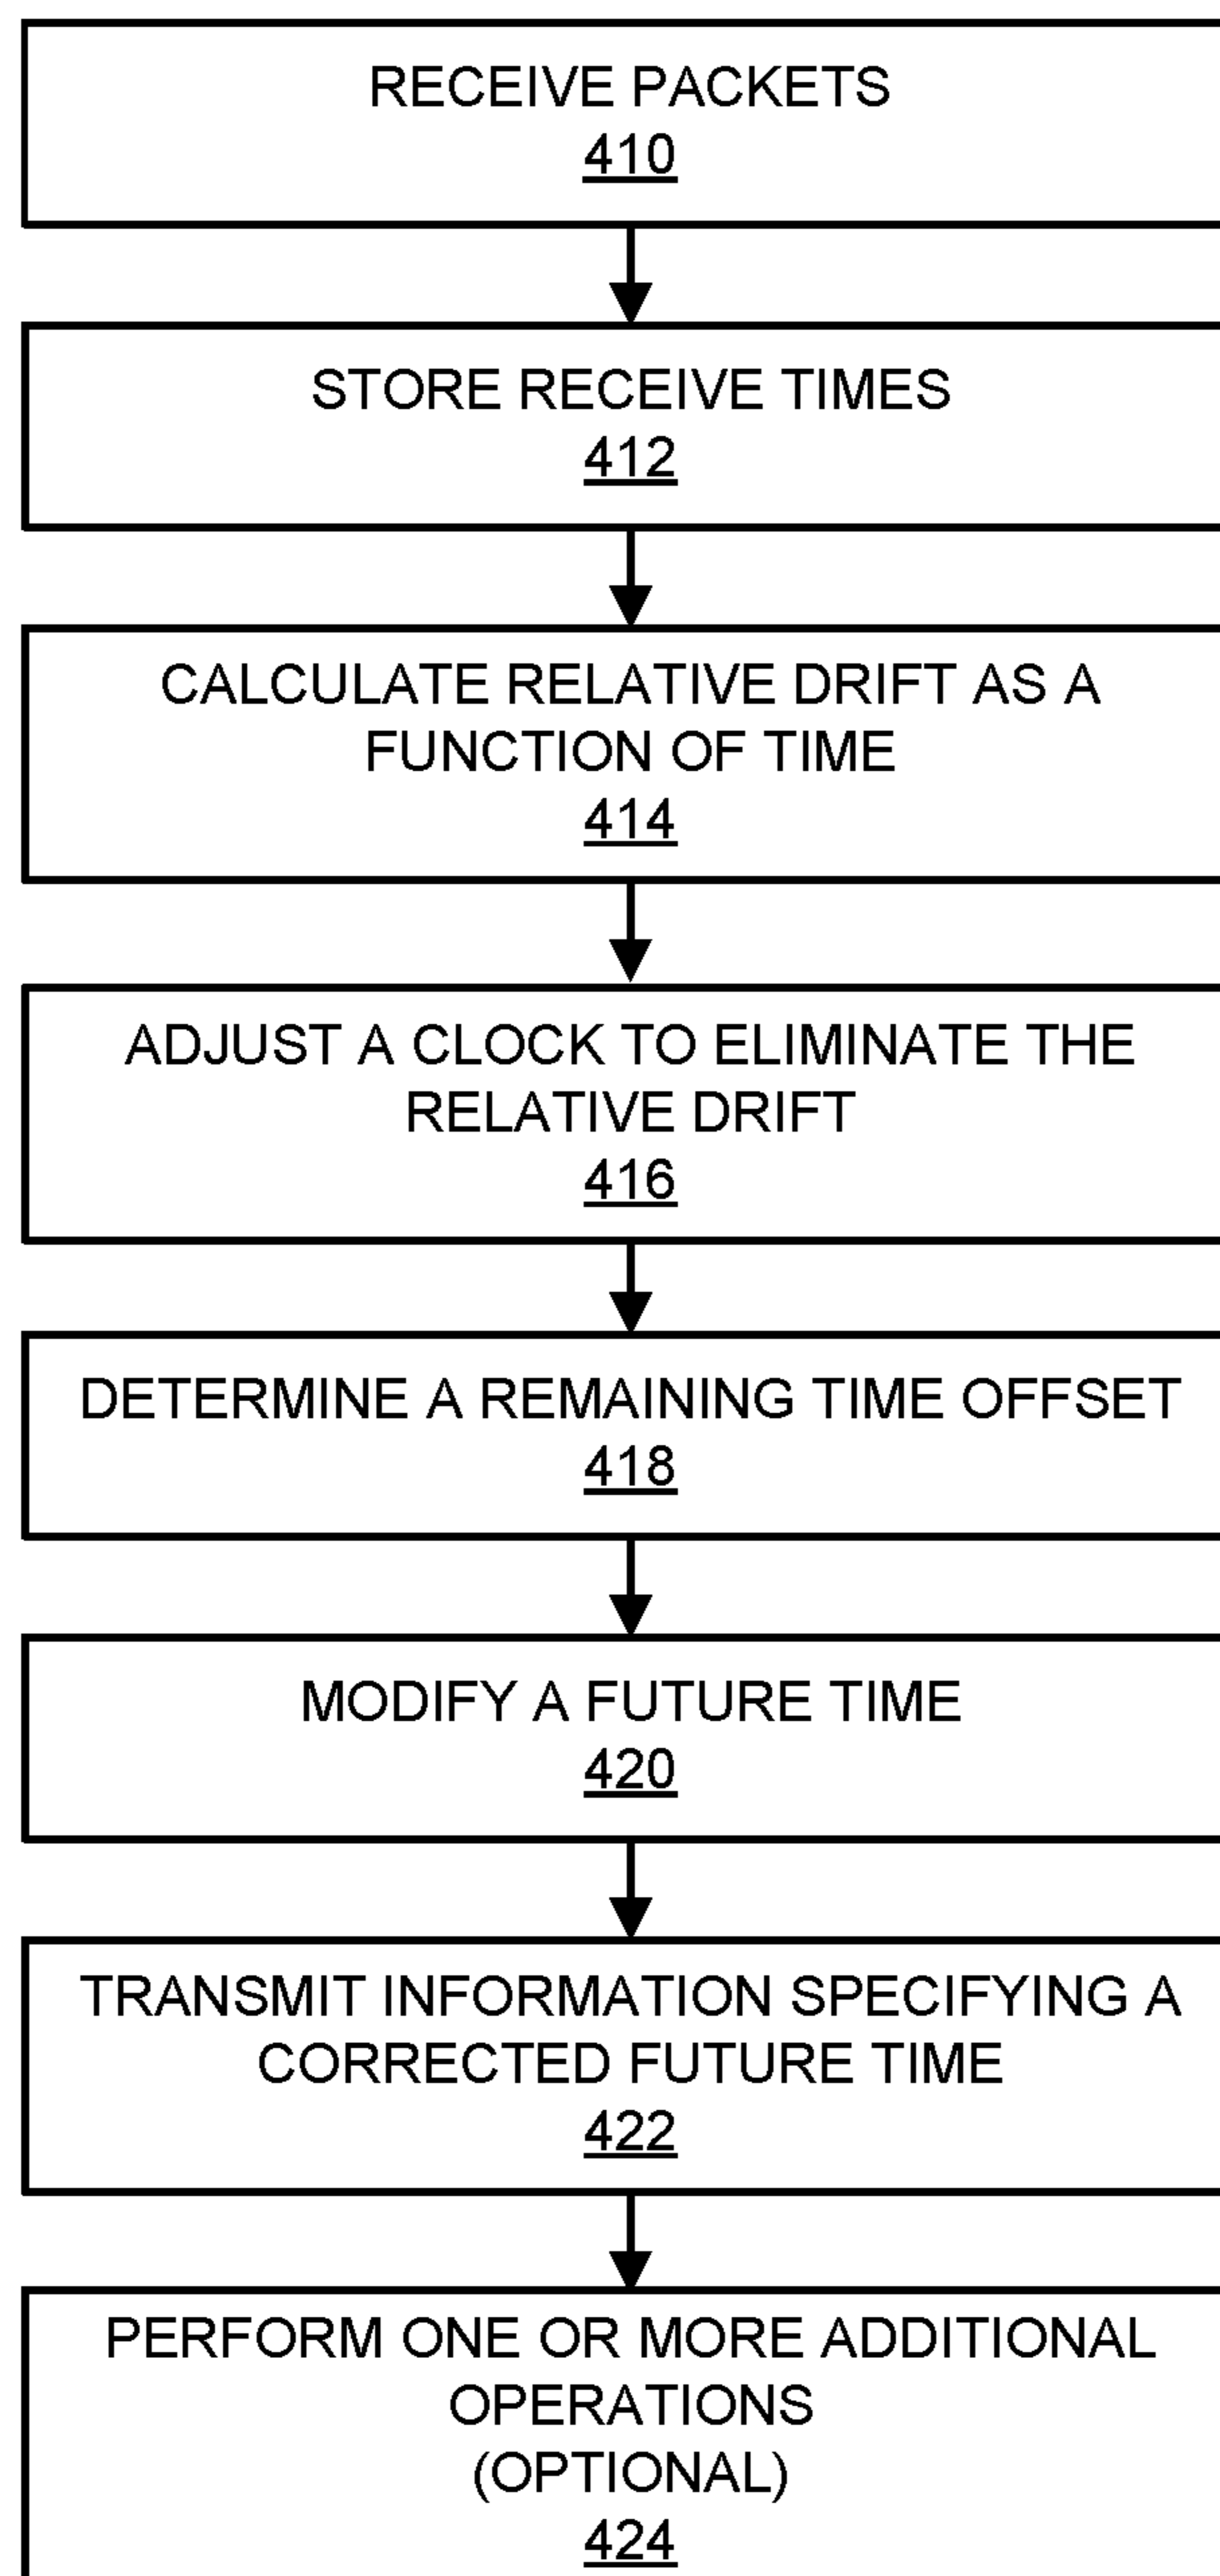 RECEIVE PACKETS
410
STORE RECEIVE TIMES
412
CALCULATE RELATIVE DRIFT AS A
FUNCTION OF TIME
414
ADJUST A CLOCK TO ELIMINATE THE
RELATIVE DRIFT
416
DETERMINE A REMAINING TIME OFFSET
418
MODIFY A FUTURE TIME
420
TRANSMIT INFORMATION SPECIFYING A
CORRECTED FUTURE TIME
422
PERFORM ONE OR MORE ADDITIONAL
OPERATIONS
(OPTIONAL)
424